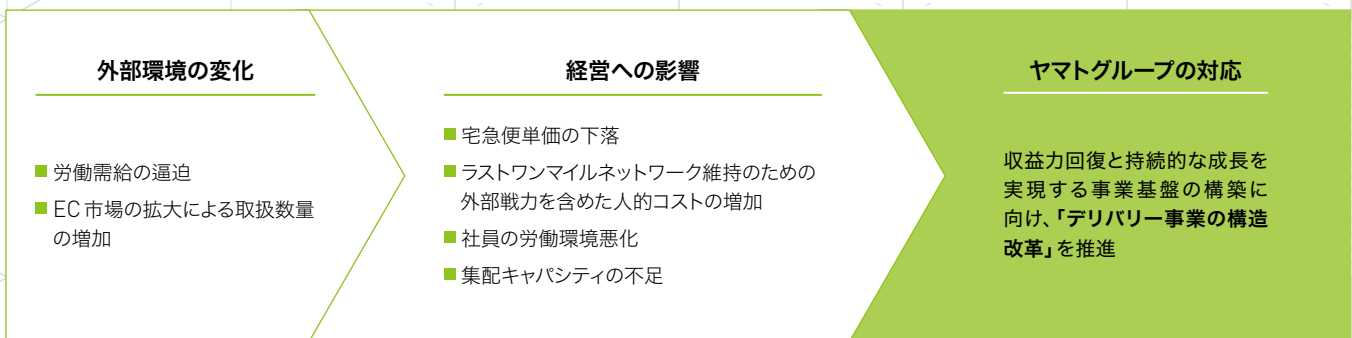 外部環境の変化
■ 労働需給の逼迫
■ EC市場の拡大による取扱数量
の増加
経営への影響
■ 宅急便単価の下落
■ ラストワンマイルネットワーク維持のための
外部戦力を含めた人的コストの増加
■ 社員の労働環境悪化
■ 集配キャパシティの不足
ヤマトグループの対応
収益力回復と持続的な成長を
実現する事業基盤の構築に
向け、「デリバリー事業の構造
改革」を推進